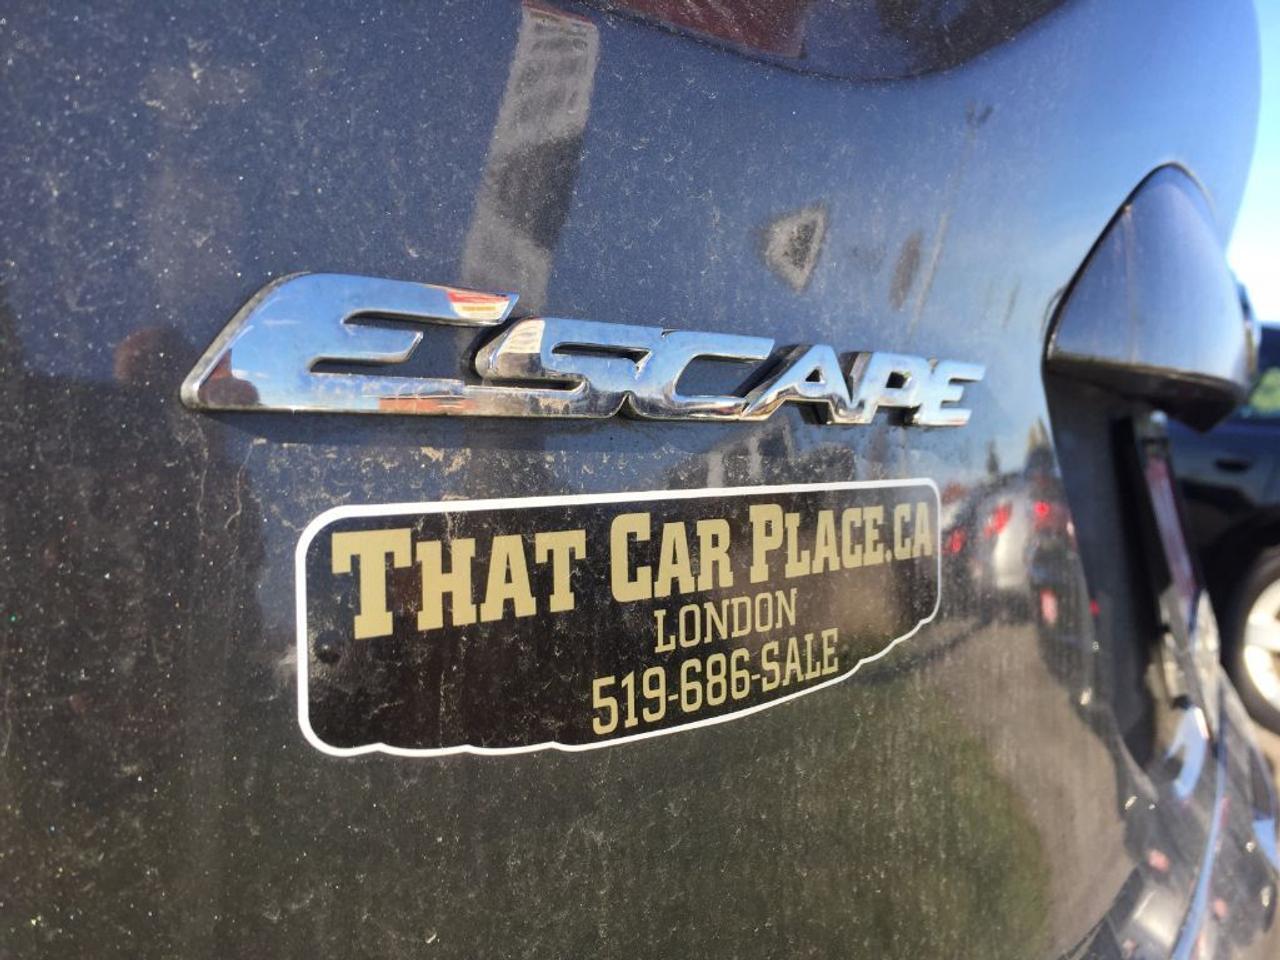 ESCAPE
THAT CAR PLACE.CA
LONDON
519-686-SALE